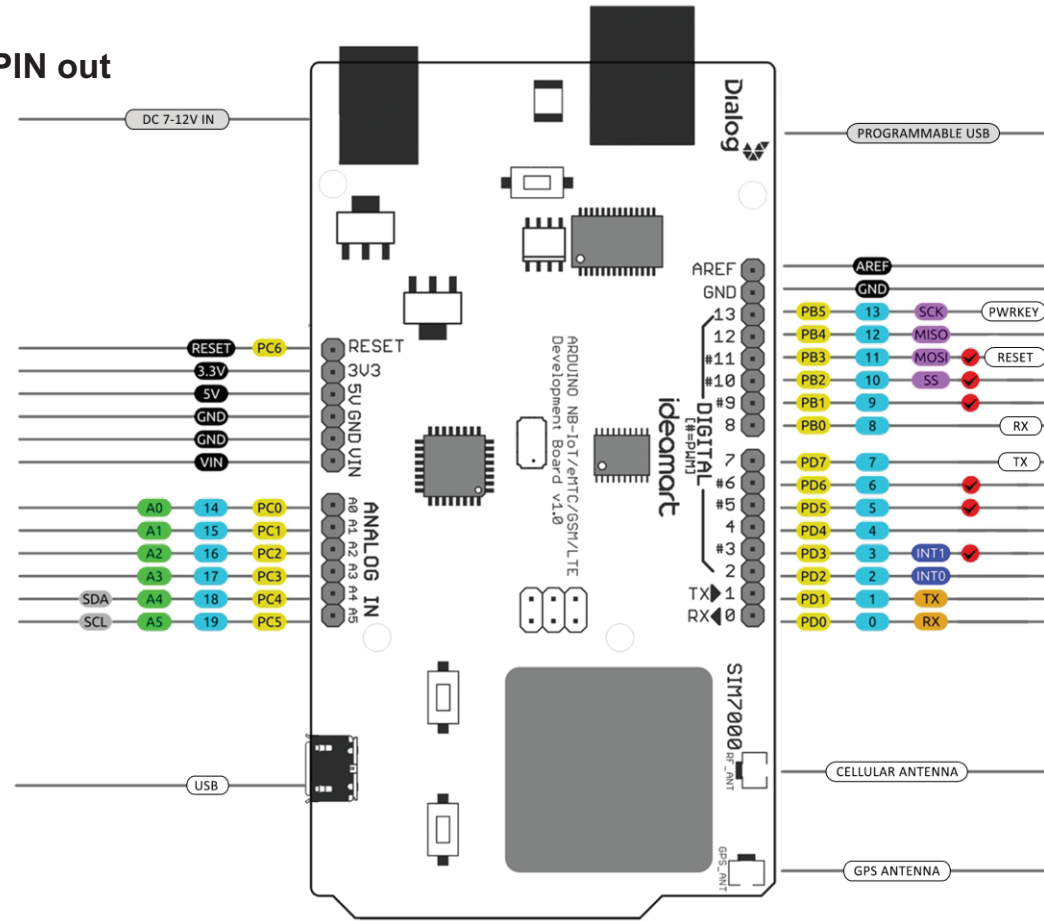 PIN out
DC 7-12V IN
PROGRAMMABLE USB
Dialog
AREF AREF
GND GND
13 PB5 13 SCK PWRKEY
12 PB4 12 MISO
#11 PB3 11 MOSI RESET
#10 PB2 10 SS
#9 PB1 9
8 PB0 8 RX
7 PD7 7 TX
#6 PD6 6
#5 PD5 5
4 PD4 4
#3 PD3 3 INT1
2 PD2 2 INT0
TX 1 PD1 1 TX
RX 0 PD0 0 RX
DIGITAL
[#=PWM]
ideamart
ARDUINO NB-IoT/eMTC/GSM/LTE
Development Board v1.0
RESET PC6 RESET
3.3V 3V3
5V 5V
GND GND
GND
VIN VIN
A0 14 PC0 A0
A1 15 PC1 A1
A2 16 PC2 A2
A3 17 PC3 A3
SDA A4 18 PC4 A4
SCL A5 19 PC5 A5
ANALOG IN
USB
SIM7000
RF_ANT
CELLULAR ANTENNA
GPS_ANT
GPS ANTENNA